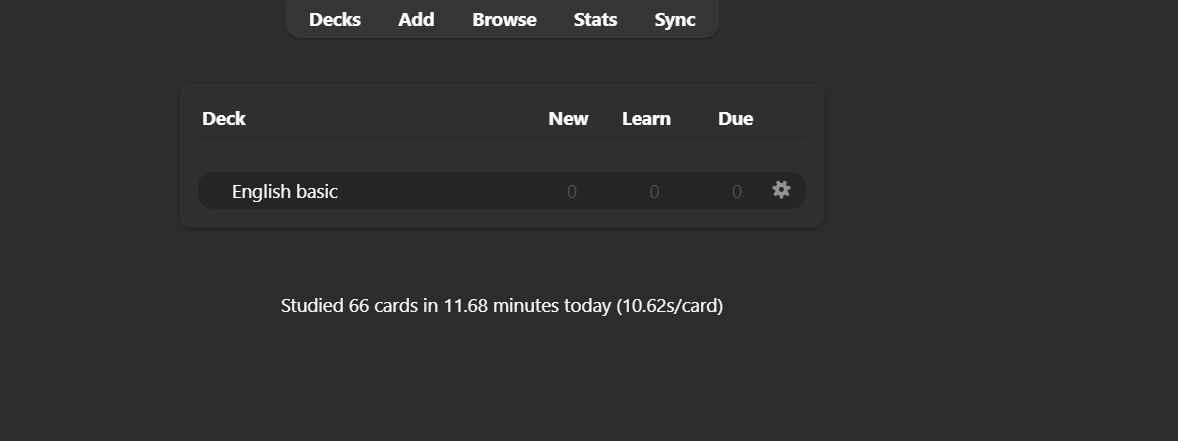 Decks Add Browse Stats Sync
Deck New Learn Due
English basic 0 0 0
Studied 66 cards in 11.68 minutes today (10.62s/card)